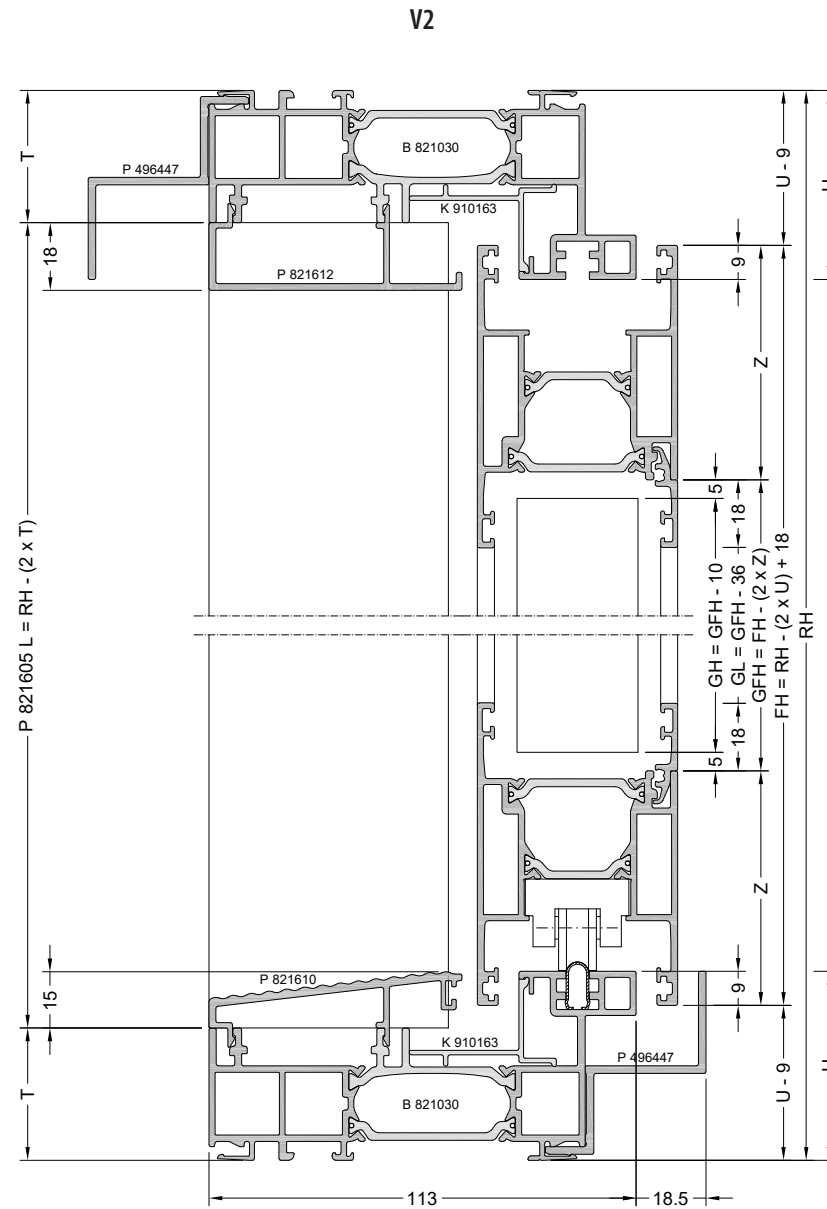 V2
T
P 496447
B 821030
K 910163
18
P 821612
U - 9
9
U
Z
5
18
P 821605 L = RH - (2 x T)
GH = GFH - 10
GL = GFH - 36
GFH = FH - (2 x Z)
FH = RH - (2 x U) + 18
RH
18
5
Z
15
P 821610
9
K 910163
P 496447
T
B 821030
U - 9
U
113
18.5